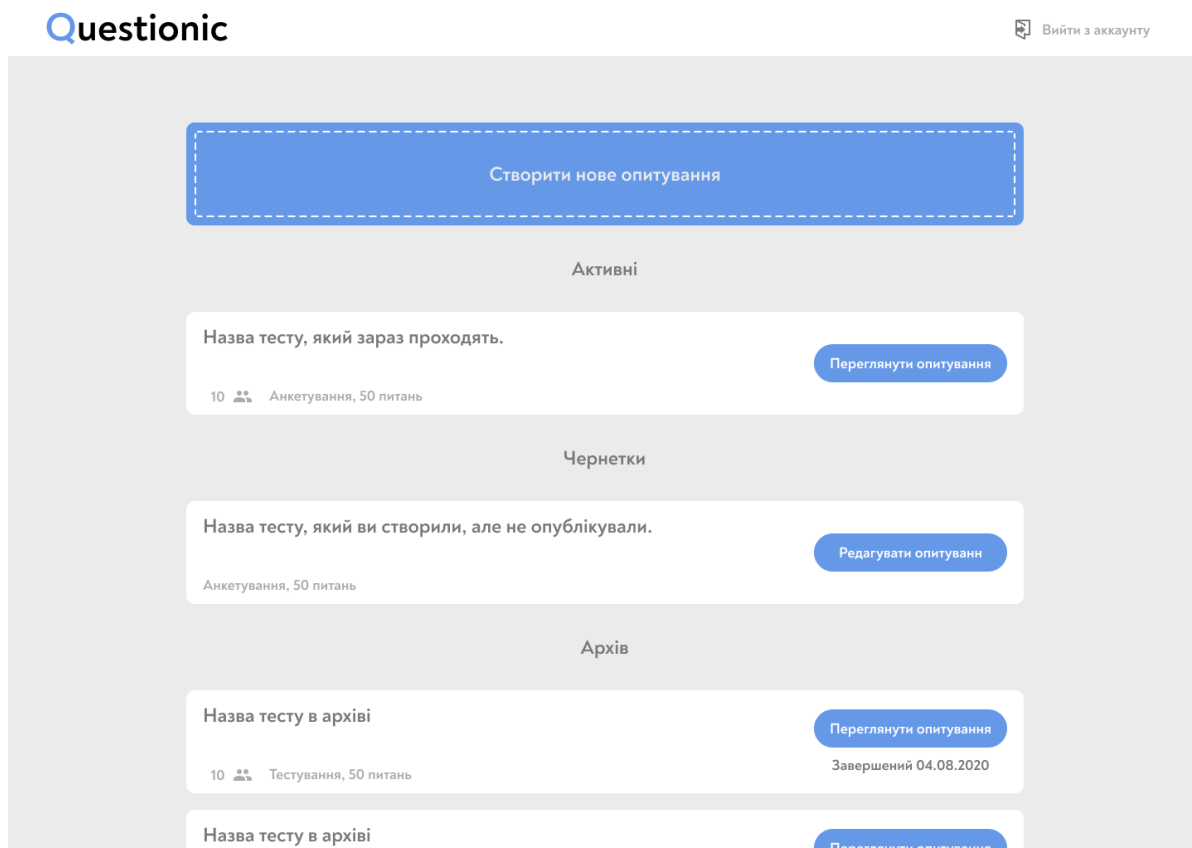 Questionic
Вийти з аккаунту
Створити нове опитування
Активні
Назва тесту, який зараз проходять.
Переглянути опитування
10 Анкетування, 50 питань
Чернетки
Назва тесту, який ви створили, але не опублікували.
Редагувати опитуванн
Анкетування, 50 питань
Архів
Назва тесту в архіві
Переглянути опитування
10 Тестування, 50 питань
Завершений 04.08.2020
Назва тесту в архіві
Переглянути опитування